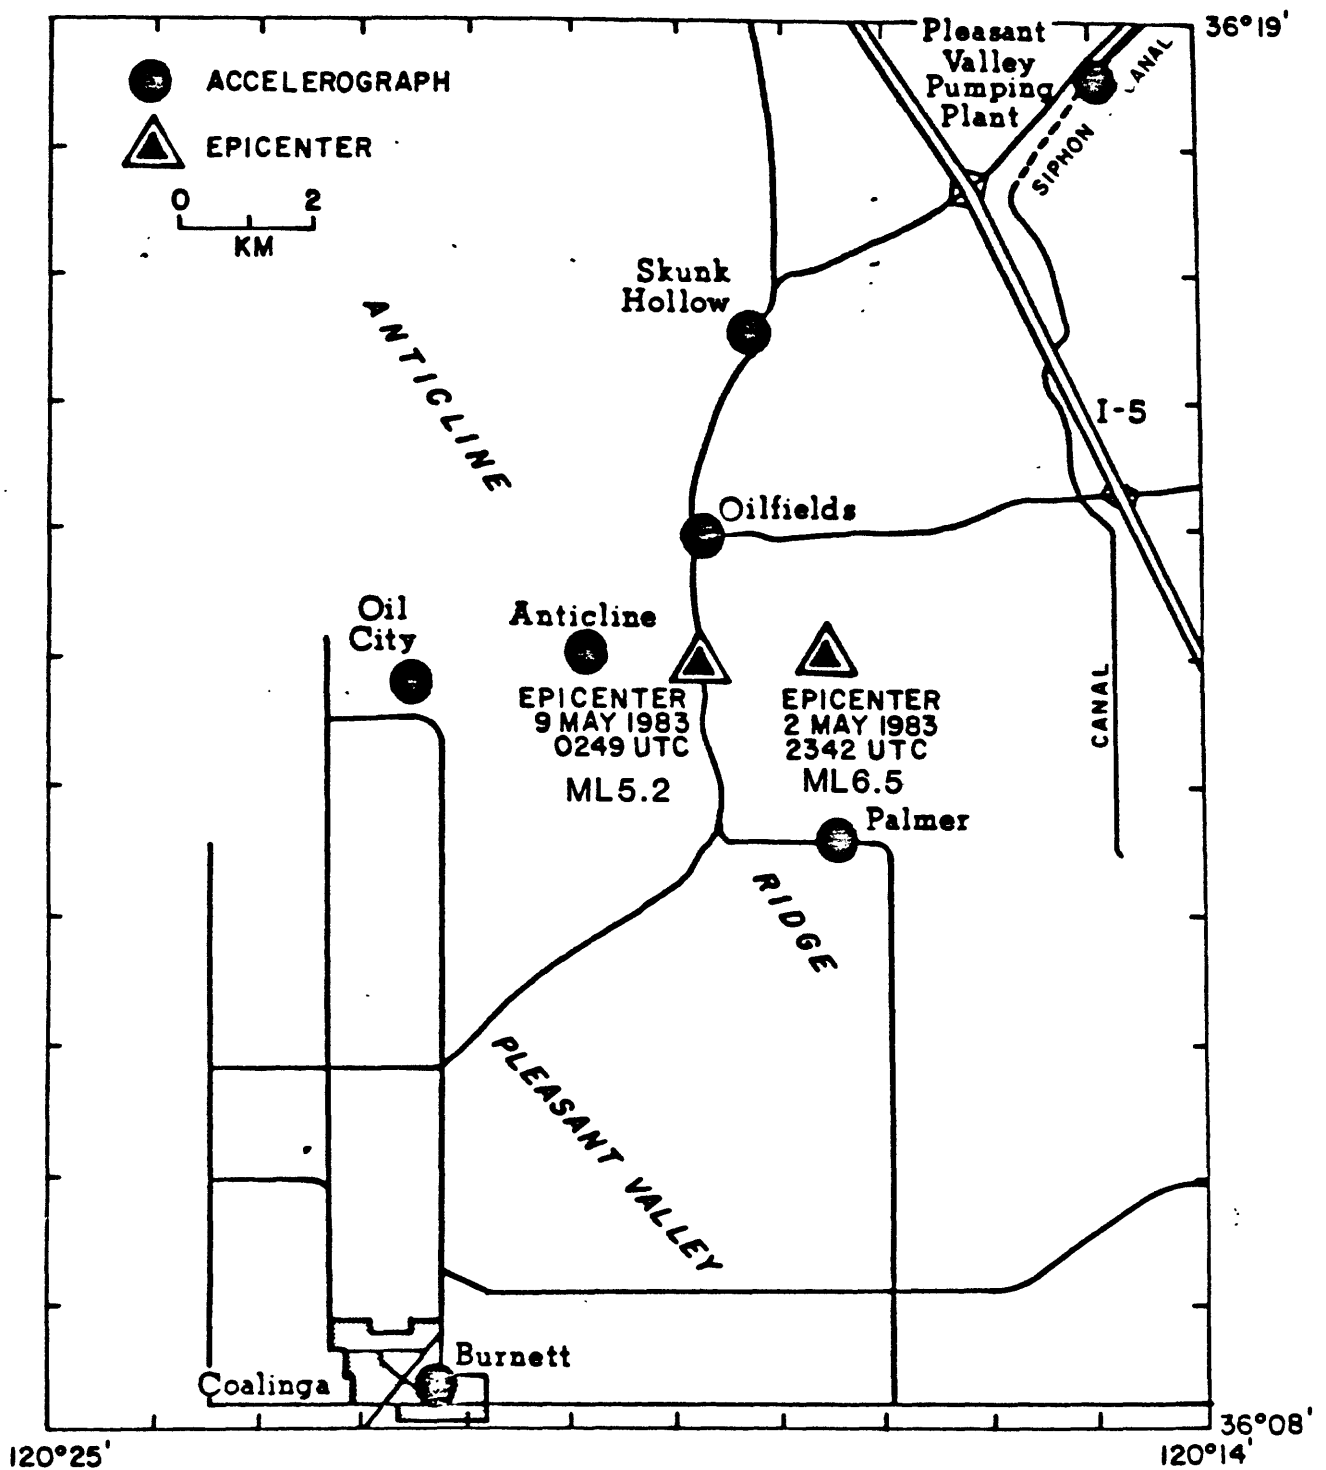 36°19'
Pleasant
Valley
Pumping
Plant
CANAL
SIPHON
ACCELEROGRAPH
EPICENTER
0 2
KM
Skunk
Hollow
ANTICLINE
I-5
Oilfields
Oil
City
Anticline
EPICENTER
9 MAY 1983
0249 UTC
ML5.2
EPICENTER
2 MAY 1983
2342 UTC
ML6.5
CANAL
Palmer
RIDGE
PLEASANT VALLEY
Burnett
Coalinga
36°08'
120°25'
120°14'